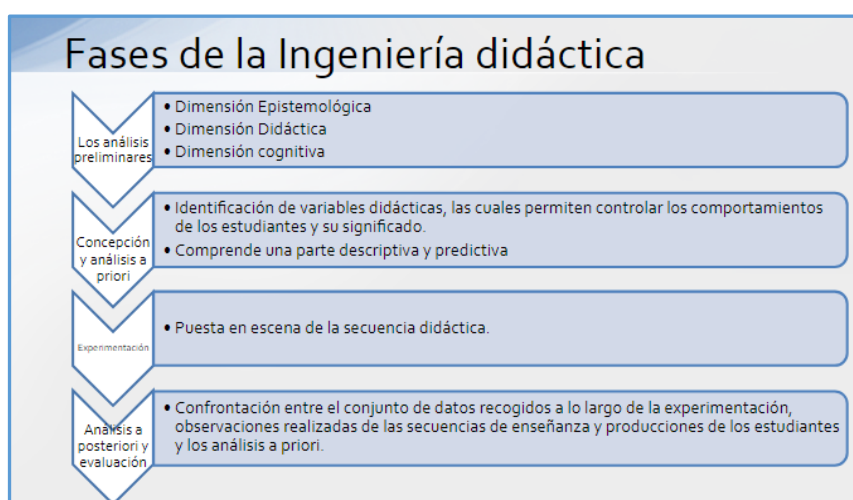 Fases de la Ingeniería didáctica
Los análisis
preliminares
• Dimensión Epistemológica
• Dimensión Didáctica
• Dimensión cognitiva
Concepción
y análisis a
priori
• Identificación de variables didácticas, las cuales permiten controlar los comportamientos
de los estudiantes y su significado.
• Comprende una parte descriptiva y predictiva
Experimentación
• Puesta en escena de la secuencia didáctica.
Análisis a
posteriori y
evaluación
• Confrontación entre el conjunto de datos recogidos a lo largo de la experimentación,
observaciones realizadas de las secuencias de enseñanza y producciones de los estudiantes
y los análisis a priori.